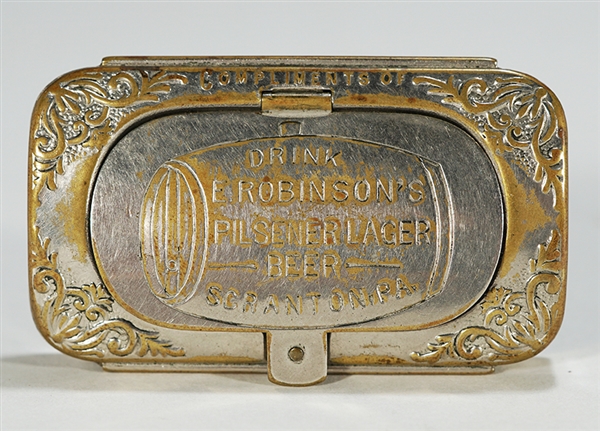 COMPLIMENTS OF
DRINK
E. ROBINSON'S
PILSENER LAGER
BEER
SCRANTON, PA.